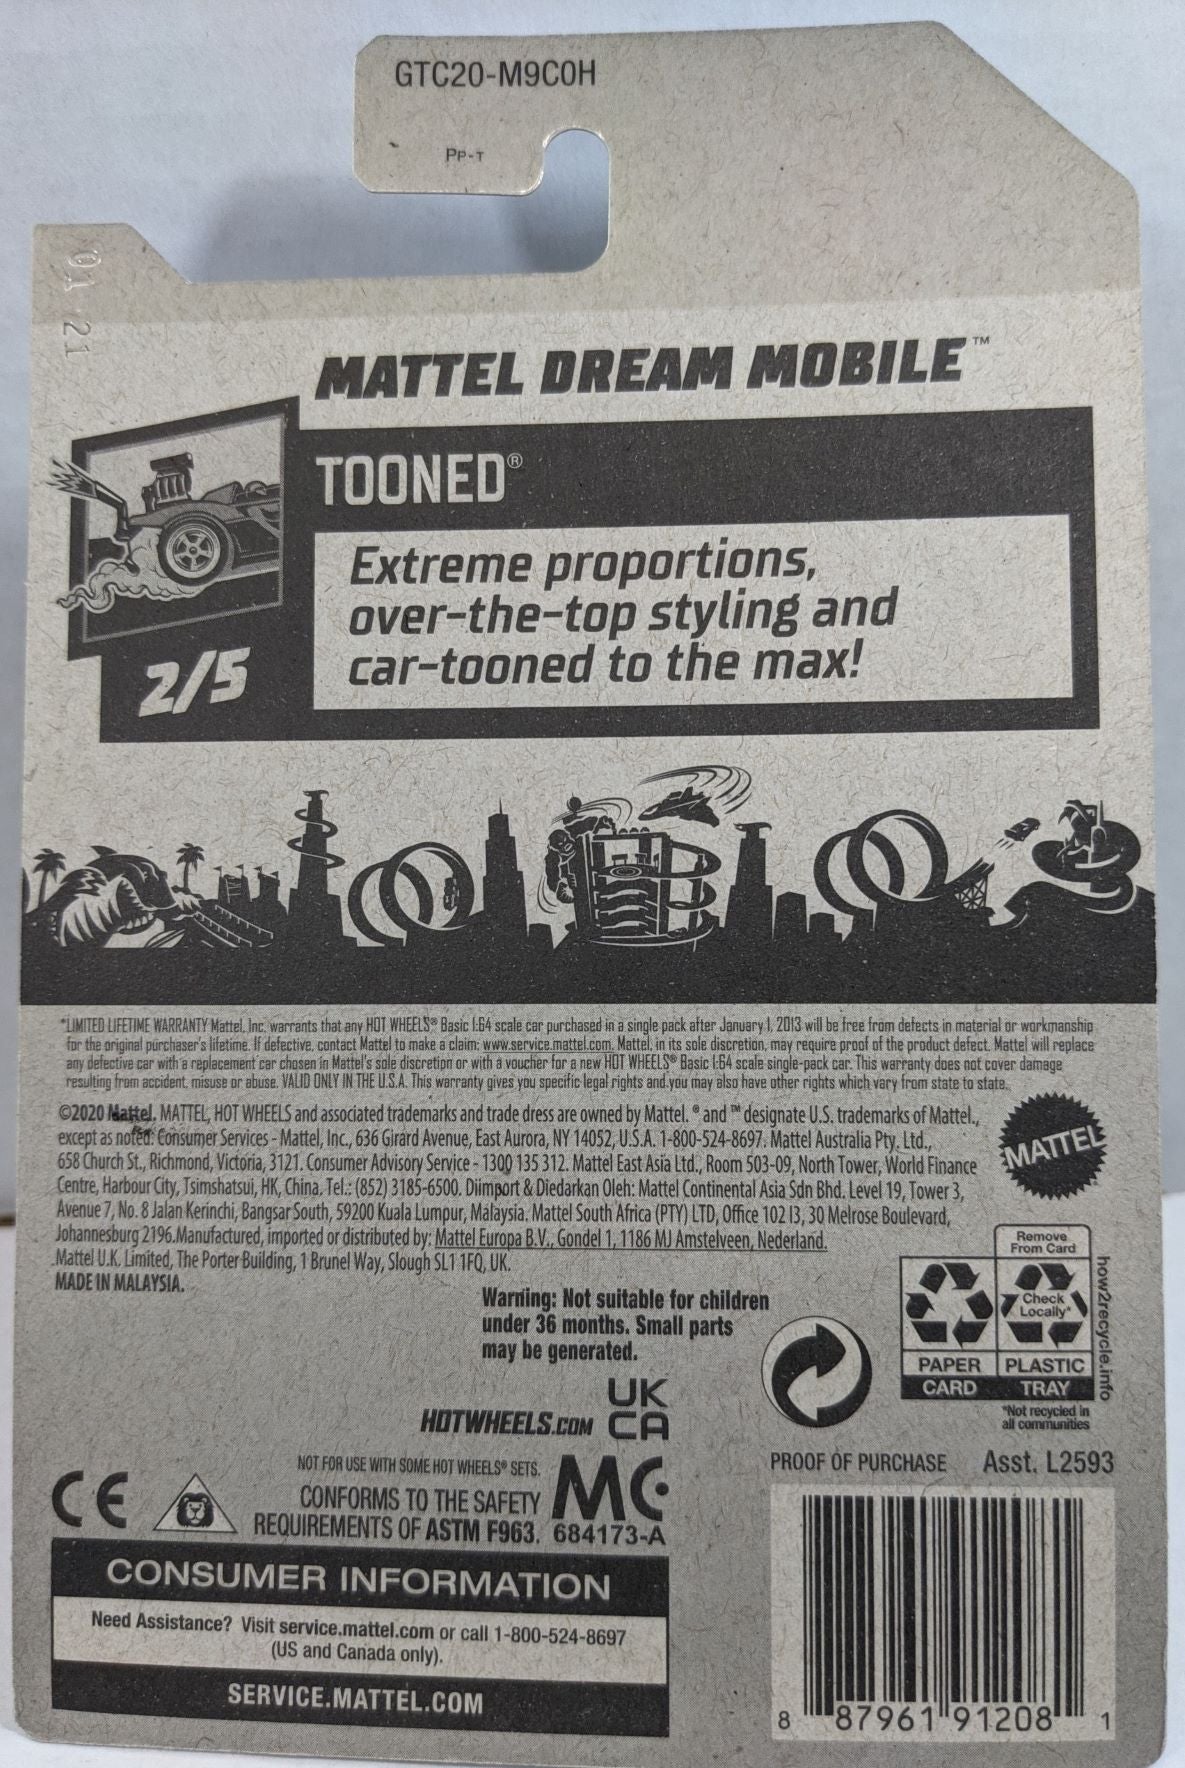 GTC20-M9C0H
PP-T
01 21
MATTEL DREAM MOBILE™
TOONED®
Extreme proportions,
over-the-top styling and
car-tooned to the max!
2/5
*LIMITED LIFETIME WARRANTY Mattel, Inc. warrants that any HOT WHEELS® Basic 1:64 scale car purchased in a single pack after January 1, 2013 will be free from defects in material or workmanship
for the original purchaser's lifetime. If defective, contact Mattel to make a claim: www.service.mattel.com. Mattel, in its sole discretion, may require proof of the product defect. Mattel will replace
any defective car with a replacement car chosen in Mattel's sole discretion or with a voucher for a new HOT WHEELS® Basic 1:64 scale single-pack car. This warranty does not cover damage
resulting from accident, misuse or abuse. VALID ONLY IN THE U.S.A. This warranty gives you specific legal rights and you may also have other rights which vary from state to state.
©2020 Mattel. MATTEL, HOT WHEELS and associated trademarks and trade dress are owned by Mattel. ® and ™ designate U.S. trademarks of Mattel.,
except as noted. Consumer Services - Mattel, Inc., 636 Girard Avenue, East Aurora, NY 14052, U.S.A. 1-800-524-8697. Mattel Australia Pty., Ltd.,
658 Church St., Richmond, Victoria, 3121. Consumer Advisory Service - 1300 135 312. Mattel East Asia Ltd., Room 503-09, North Tower, World Finance
Centre, Harbour City, Tsimshatsui, HK, China. Tel.: (852) 3185-6500. Diimport & Diedarkan Oleh: Mattel Continental Asia Sdn Bhd. Level 19, Tower 3,
Avenue 7, No. 8 Jalan Kerinchi, Bangsar South, 59200 Kuala Lumpur, Malaysia. Mattel South Africa (PTY) LTD, Office 102 I3, 30 Melrose Boulevard,
Johannesburg 2196.Manufactured, imported or distributed by: Mattel Europa B.V., Gondel 1, 1186 MJ Amstelveen, Nederland.
Mattel U.K. Limited, The Porter Building, 1 Brunel Way, Slough SL1 1FQ, UK.
MADE IN MALAYSIA.
MATTEL
Warning: Not suitable for children
under 36 months. Small parts
may be generated.
Remove
From Card
Check
Locally*
PAPER PLASTIC
CARD TRAY
*Not recycled in
all communities
how2recycle.info
HOTWHEELS.COM
UK
CA
NOT FOR USE WITH SOME HOT WHEELS® SETS.
CONFORMS TO THE SAFETY
REQUIREMENTS OF ASTM F963.
CE
MC
684173-A
PROOF OF PURCHASE Asst. L2593
CONSUMER INFORMATION
Need Assistance? Visit service.mattel.com or call 1-800-524-8697
(US and Canada only).
SERVICE.MATTEL.COM
8 87961 91208 1